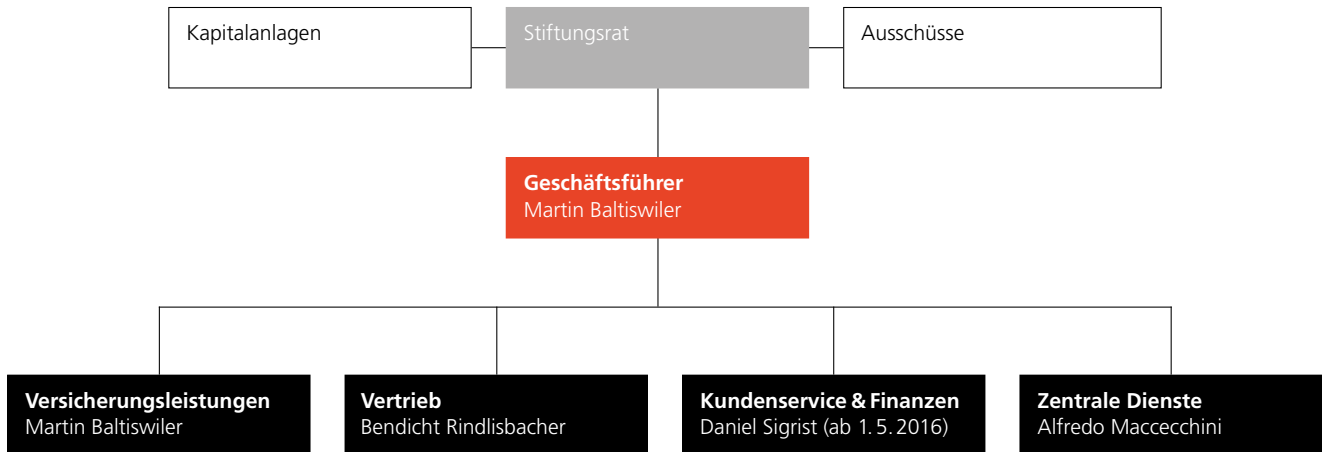 Kapitalanlagen
Stiftungsrat
Ausschüsse
Geschäftsführer
Martin Baltiswiler
Versicherungsleistungen
Martin Baltiswiler
Vertrieb
Bendicht Rindlisbacher
Kundenservice & Finanzen
Daniel Sigrist (ab 1.5.2016)
Zentrale Dienste
Alfredo Maccecchini